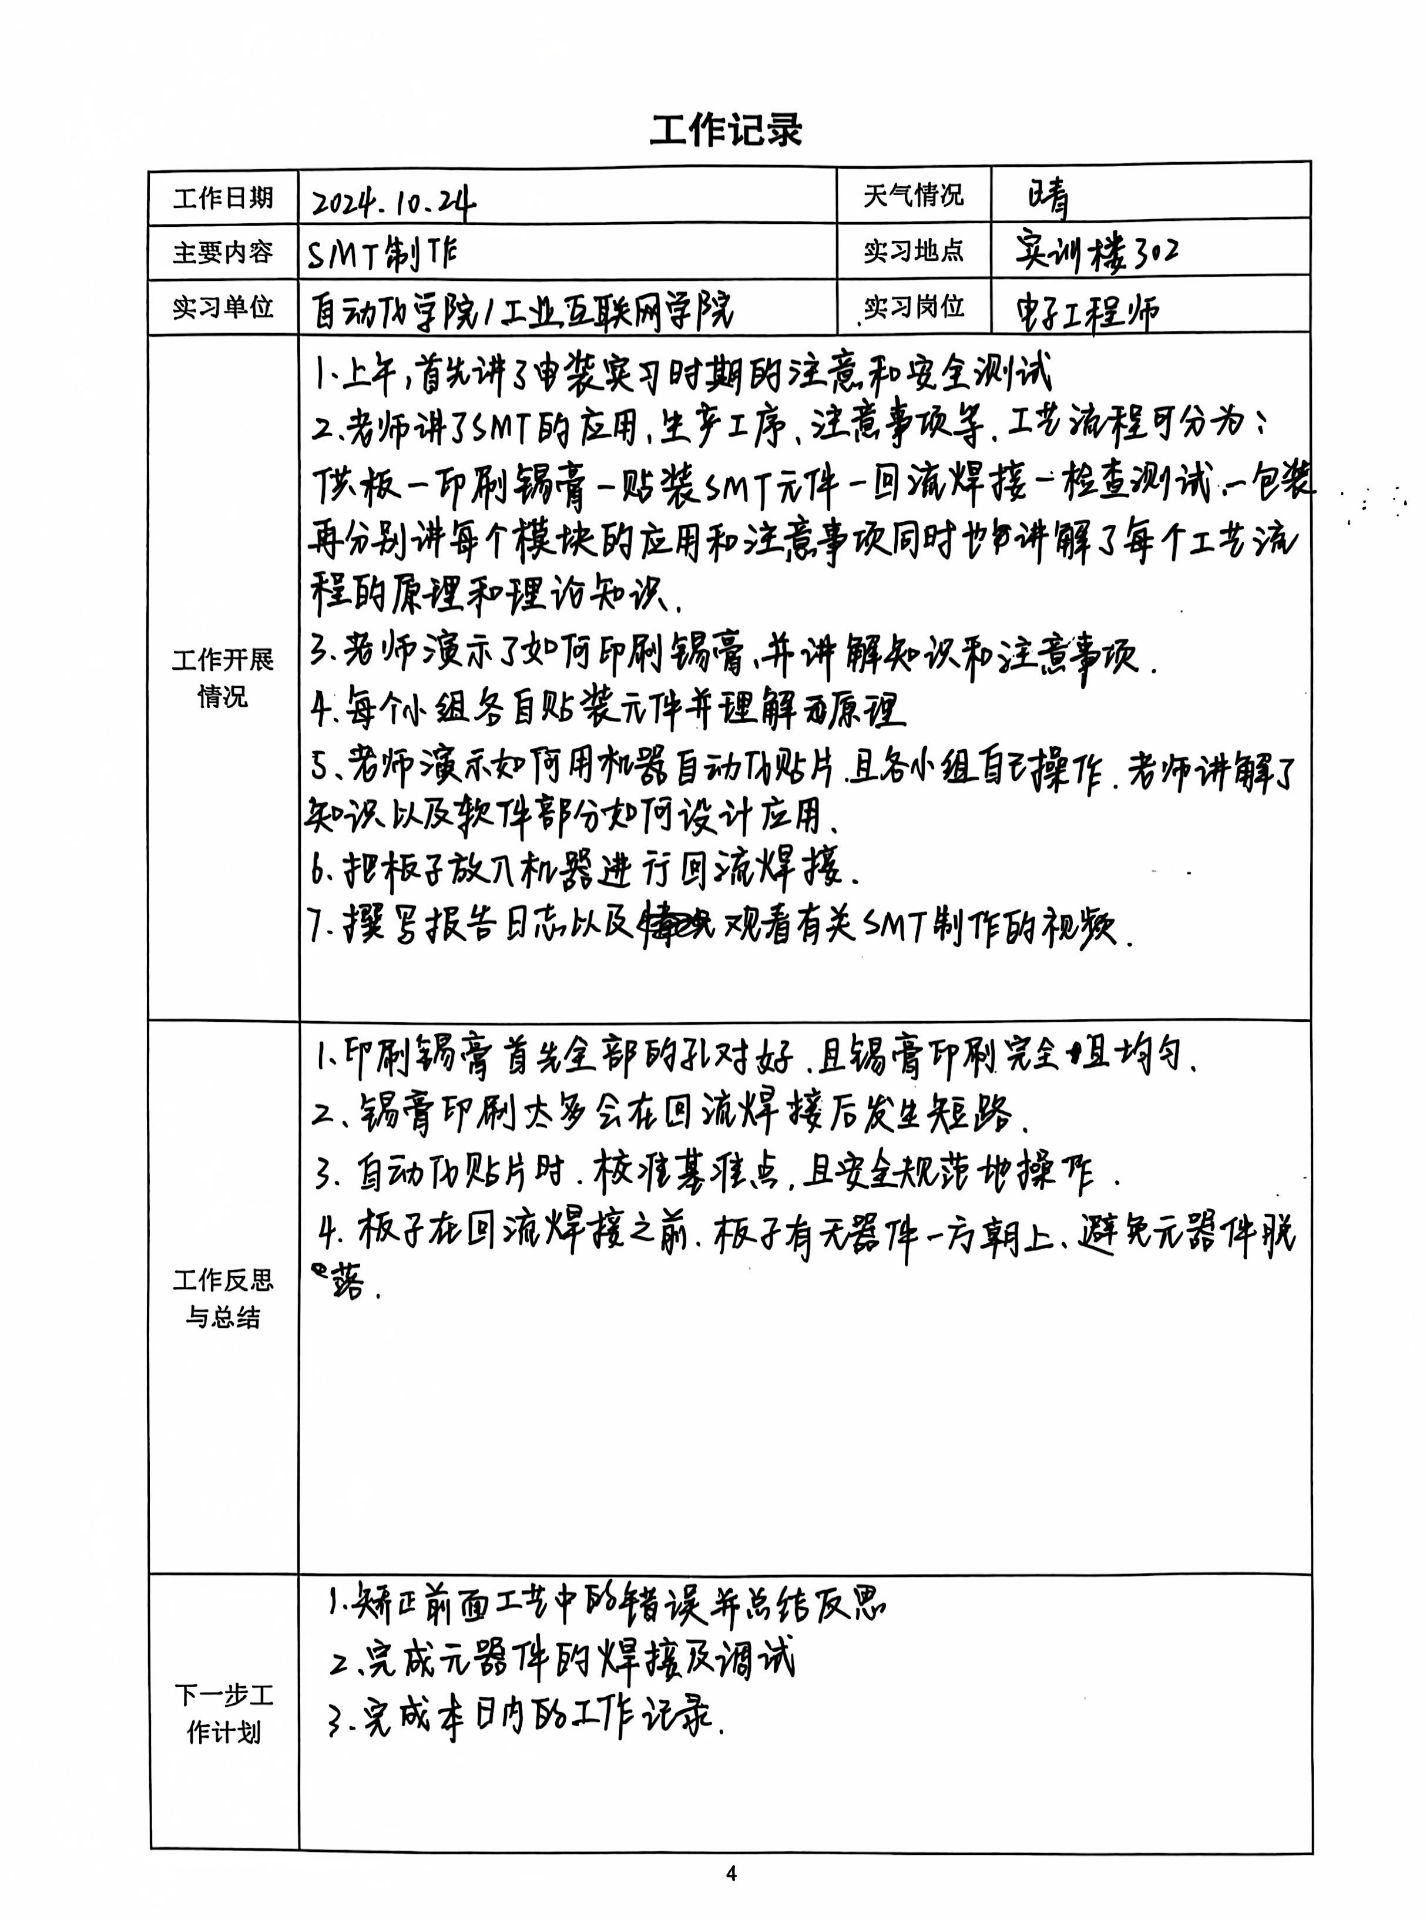 工作记录
工作日期 2024.10.24 天气情况 晴
主要内容 SMT制作 实习地点 实训楼302
实习单位 自动化学院/工业互联网学院 实习岗位 电子工程师
1.上午,首先讲了电装实习时期的注意和安全测试
2.老师讲了SMT的应用、生产工序、注意事项等.工艺流程可分为:
供板-印刷锡膏-贴装SMT元件-回流焊接-检查测试-包装
再分别讲每个模块的应用和注意事项同时也讲解了每个工艺流
程的原理和理论知识.
工作开展
情况
3.老师演示了如何印刷锡膏、并讲解知识和注意事项.
4.每个小组各自贴装元件并理解原理
5、老师演示如何用机器自动化贴片.且各小组自己操作.老师讲解了
知识以及软件部分如何设计应用.
6.把板子放入机器进行回流焊接.
7.撰写报告日志以及观看有关SMT制作的视频.
1.印刷锡膏首先全部的孔对好.且锡膏印刷完全且均匀.
2、锡膏印刷太多会在回流焊接后发生短路.
3.自动化贴片时.校准基准点.且安全规范地操作.
4.板子在回流焊接之前.板子有无器件一方朝上、避免元器件脱
落.
工作反思
与总结
1.矫正前面工艺中的错误并总结反思
2、完成元器件的焊接及调试
3.完成本日内的工作记录.
下一步工
作计划
4